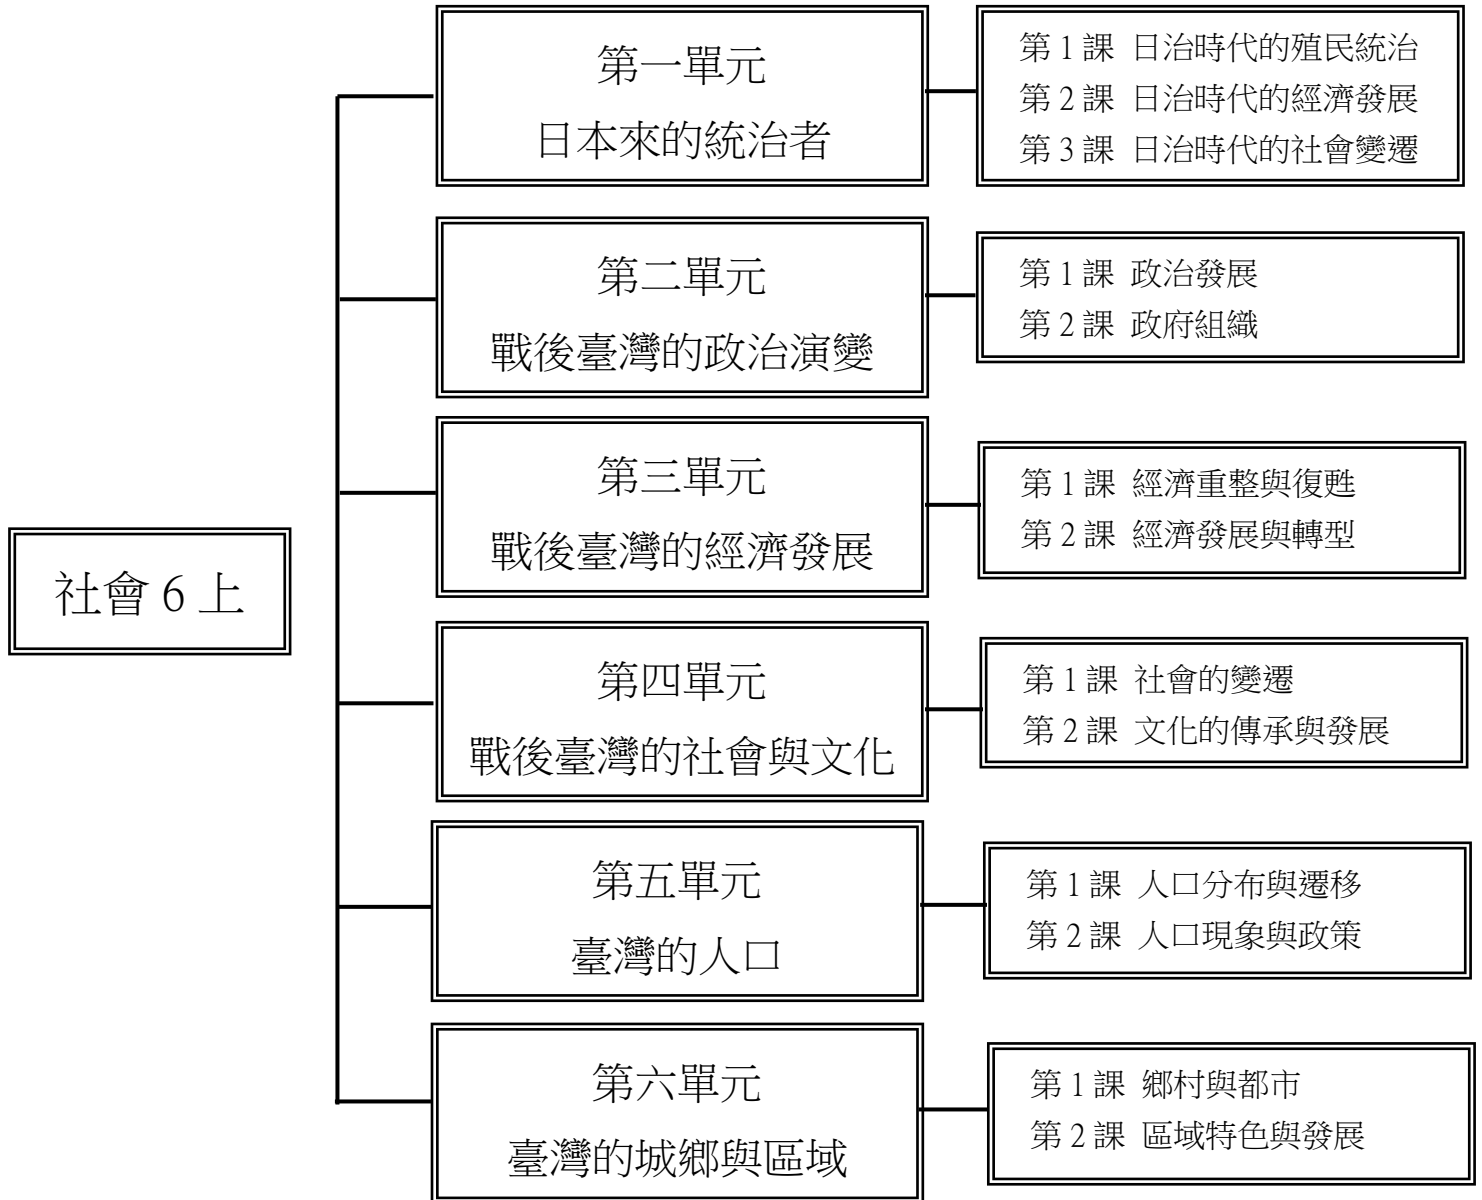 社會 6 上
第一單元
日本來的統治者
第 1 課 日治時代的殖民統治
第 2 課 日治時代的經濟發展
第 3 課 日治時代的社會變遷
第二單元
戰後臺灣的政治演變
第 1 課 政治發展
第 2 課 政府組織
第三單元
戰後臺灣的經濟發展
第 1 課 經濟重整與復甦
第 2 課 經濟發展與轉型
第四單元
戰後臺灣的社會與文化
第 1 課 社會的變遷
第 2 課 文化的傳承與發展
第五單元
臺灣的人口
第 1 課 人口分布與遷移
第 2 課 人口現象與政策
第六單元
臺灣的城鄉與區域
第 1 課 鄉村與都市
第 2 課 區域特色與發展